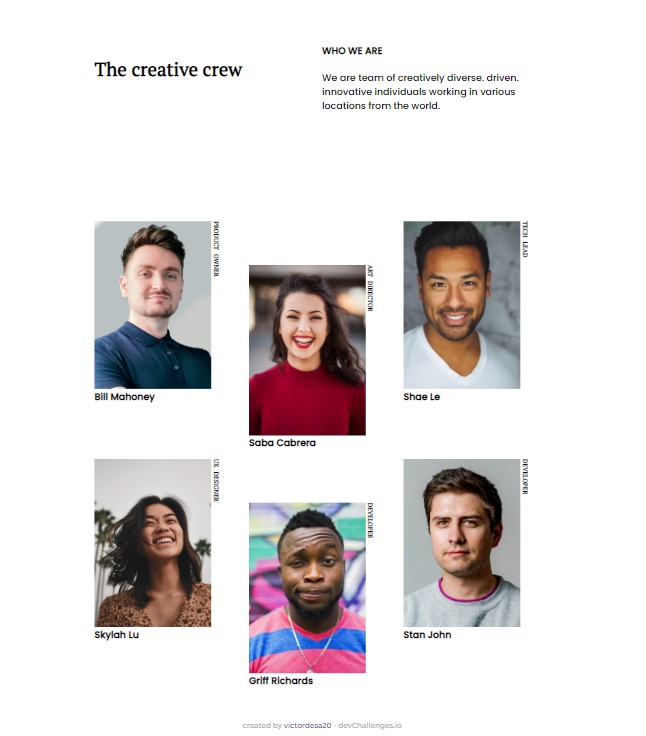 The creative crew
WHO WE ARE
We are team of creatively diverse. driven.
innovative individuals working in various
locations from the world.
PRODUCT OWNER
Bill Mahoney
ART DIRECTOR
Saba Cabrera
TECH LEAD
Shae Le
UX DESIGNER
Skylah Lu
DEVELOPER
Griff Richards
DEVELOPER
Stan John
created by victordesa20 - devChallenges.io